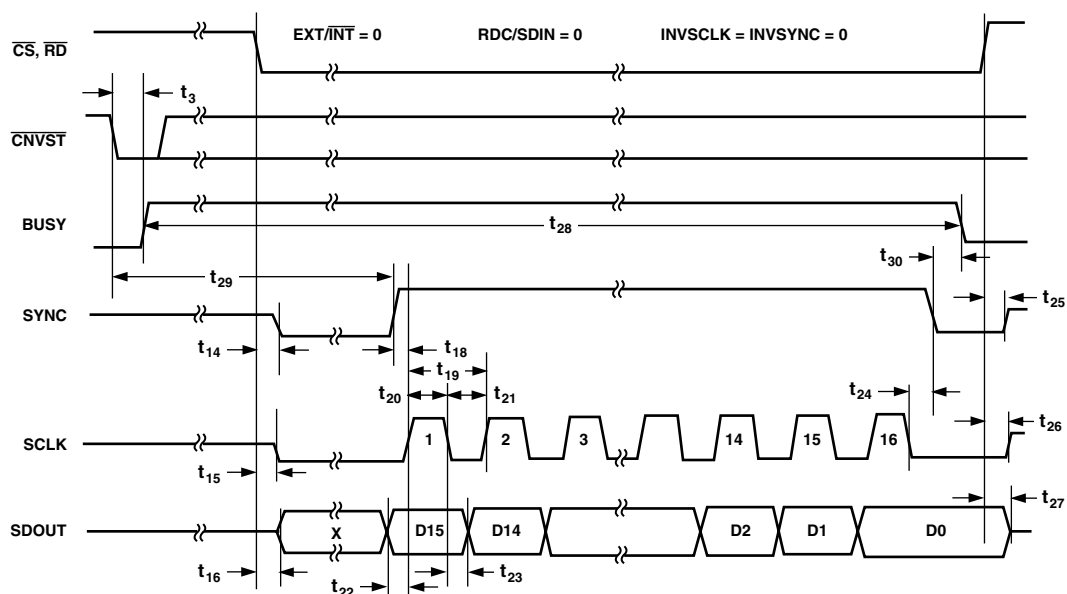 EXT/INT = 0 RDC/SDIN = 0 INVSCLK = INVSYNC = 0
CS, RD
t3
CNVST
BUSY
t28
t30
t29
t25
SYNC
t14
t18
t19
t20
t21
t24
t26
SCLK
1 2 3 14 15 16
t15
t27
SDOUT
X D15 D14 D2 D1 D0
t16
t22
t23